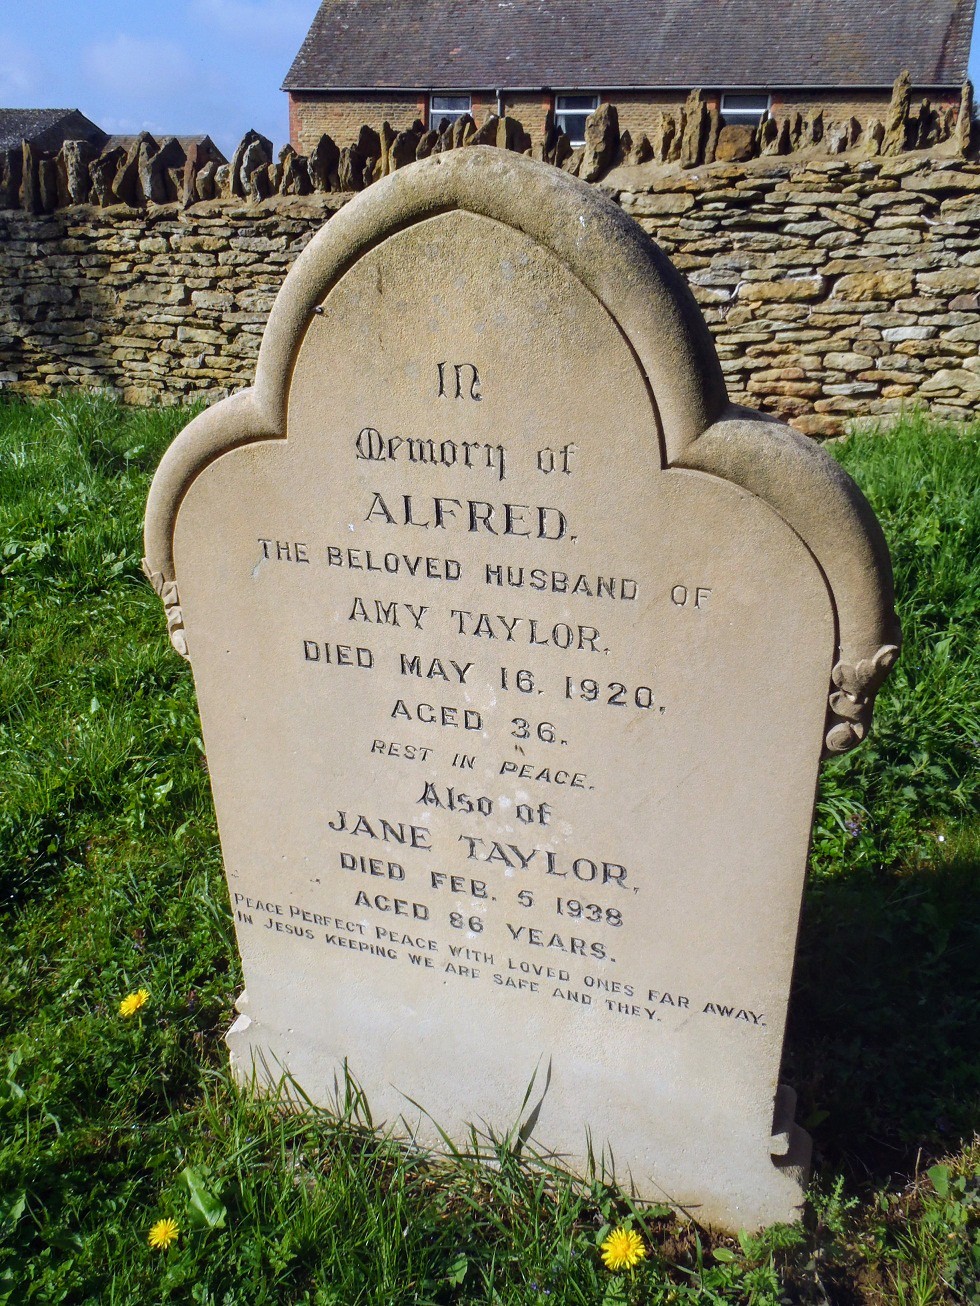 In
Memory of
ALFRED.
THE BELOVED HUSBAND OF
AMY TAYLOR.
DIED MAY 16. 1920.
AGED 36.
REST IN PEACE.
Also of
JANE TAYLOR,
DIED FEB. 5 1938
AGED 86 YEARS.
PEACE PERFECT PEACE WITH LOVED ONES FAR AWAY.
IN JESUS KEEPING WE ARE SAFE AND THEY.